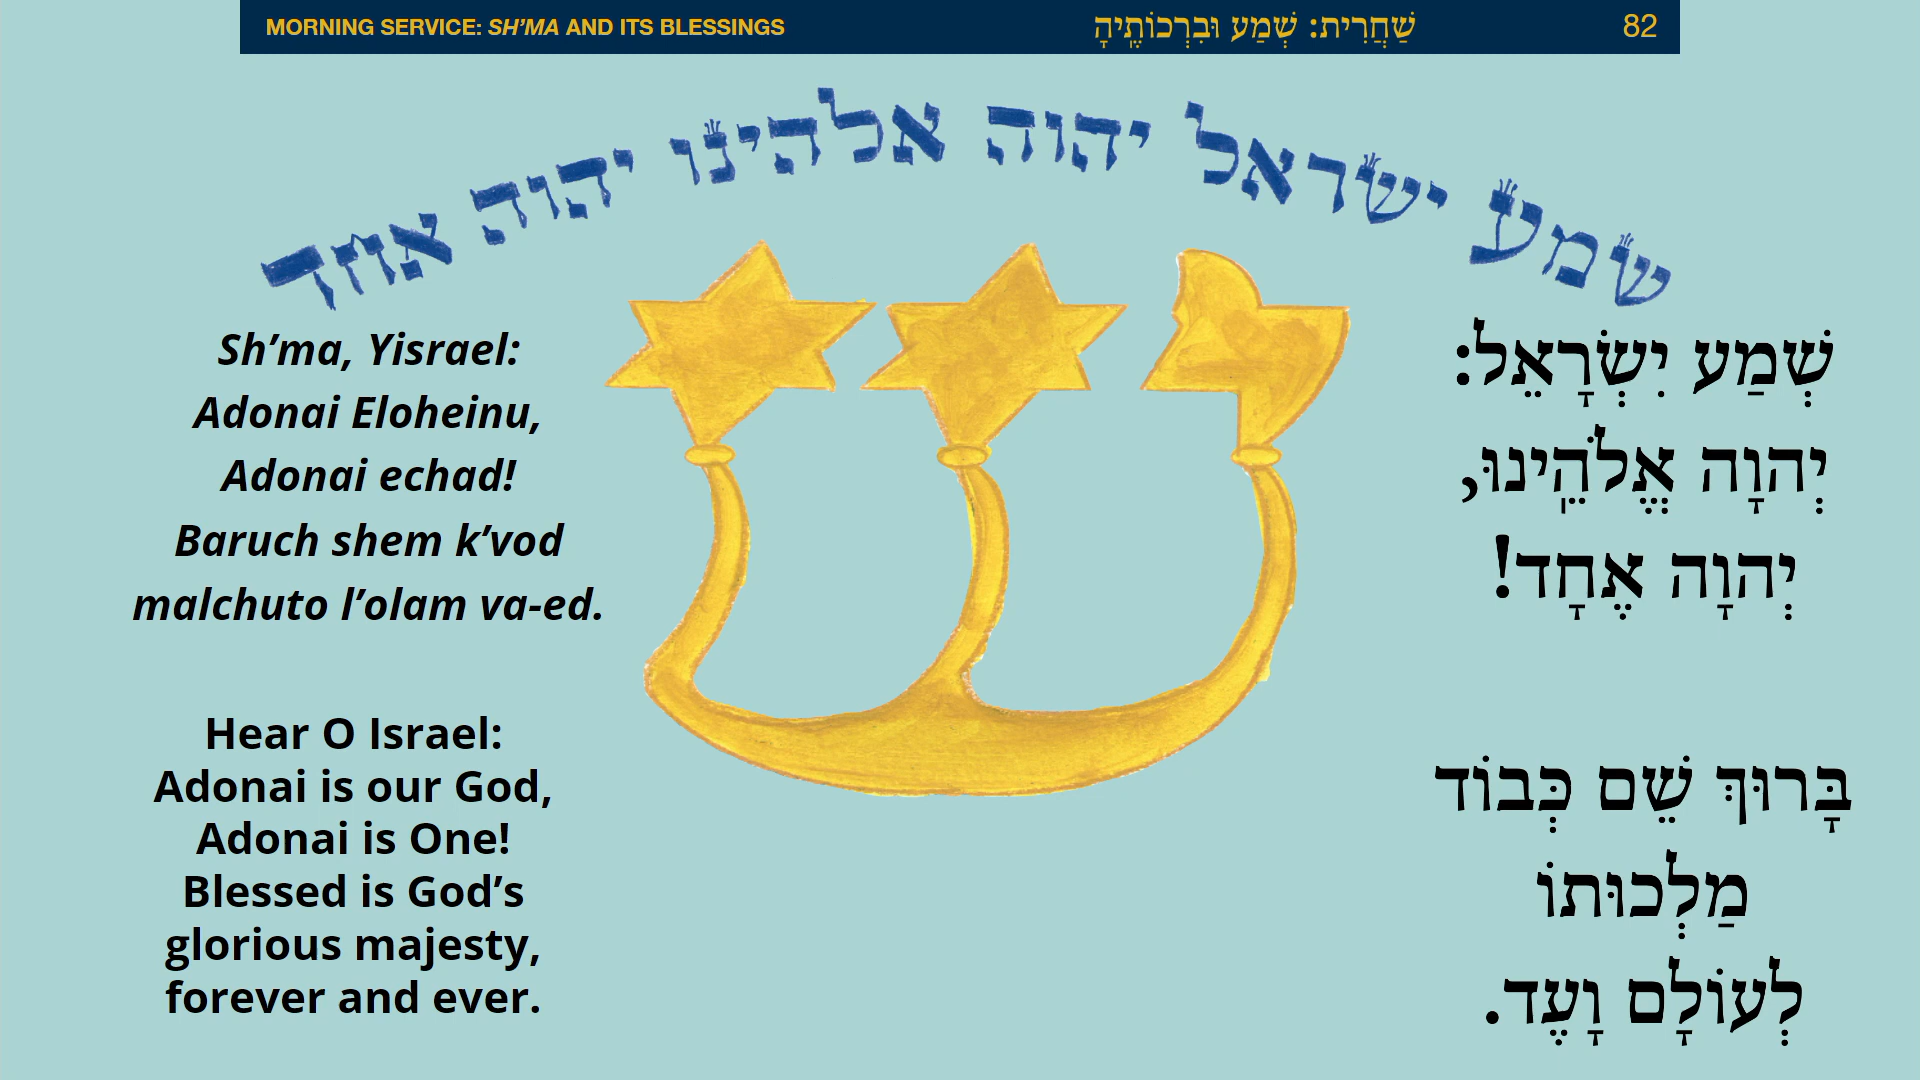 MORNING SERVICE: SH’MA AND ITS BLESSINGS
שַׁחֲרִית: שְׁמַע וּבִרְכוֹתֶֽיהָ
82
שמע ישראל יהוה אלהינו יהוה אחד
Sh’ma, Yisrael:
Adonai Eloheinu,
Adonai echad!
Baruch shem k’vod
malchuto l’olam va-ed.
Hear O Israel:
Adonai is our God,
Adonai is One!
Blessed is God’s
glorious majesty,
forever and ever.
ש
שְׁמַע יִשְׂרָאֵל:
יְהוָה אֱלֹהֵֽינוּ,
יְהוָה אֶחָד!
בָּרוּךְ שֵׁם כְּבוֹד
מַלְכוּתוֹ
לְעוֹלָם וָעֶד.